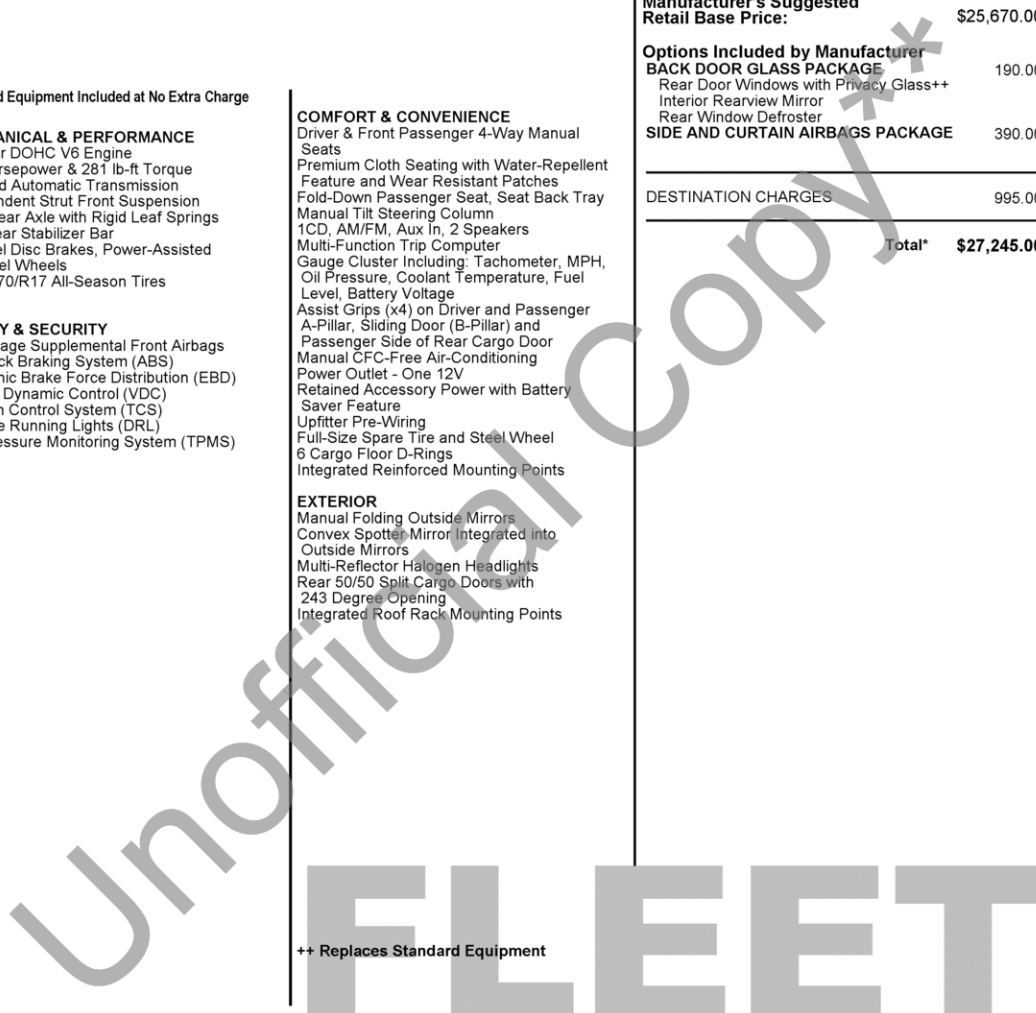 d Equipment Included at No Extra Charge
ANICAL & PERFORMANCE
r DOHC V6 Engine
rsepower & 281 lb-ft Torque
d Automatic Transmission
ndent Strut Front Suspension
ear Axle with Rigid Leaf Springs
ear Stabilizer Bar
el Disc Brakes, Power-Assisted
el Wheels
70/R17 All-Season Tires
Y & SECURITY
age Supplemental Front Airbags
ck Braking System (ABS)
nic Brake Force Distribution (EBD)
Dynamic Control (VDC)
n Control System (TCS)
e Running Lights (DRL)
essure Monitoring System (TPMS)
COMFORT & CONVENIENCE
Driver & Front Passenger 4-Way Manual
Seats
Premium Cloth Seating with Water-Repellent
Feature and Wear Resistant Patches
Fold-Down Passenger Seat, Seat Back Tray
Manual Tilt Steering Column
1CD, AM/FM, Aux In, 2 Speakers
Multi-Function Trip Computer
Gauge Cluster Including: Tachometer, MPH,
Oil Pressure, Coolant Temperature, Fuel
Level, Battery Voltage
Assist Grips (x4) on Driver and Passenger
A-Pillar, Sliding Door (B-Pillar) and
Passenger Side of Rear Cargo Door
Manual CFC-Free Air-Conditioning
Power Outlet - One 12V
Retained Accessory Power with Battery
Saver Feature
Upfitter Pre-Wiring
Full-Size Spare Tire and Steel Wheel
6 Cargo Floor D-Rings
Integrated Reinforced Mounting Points
EXTERIOR
Manual Folding Outside Mirrors
Convex Spotter Mirror Integrated into
Outside Mirrors
Multi-Reflector Halogen Headlights
Rear 50/50 Split Cargo Doors with
243 Degree Opening
Integrated Roof Rack Mounting Points
++ Replaces Standard Equipment
Manufacturer's Suggested
Retail Base Price: $25,670.00
Options Included by Manufacturer
BACK DOOR GLASS PACKAGE 190.00
Rear Door Windows with Privacy Glass++
Interior Rearview Mirror
Rear Window Defroster
SIDE AND CURTAIN AIRBAGS PACKAGE 390.00
DESTINATION CHARGES 995.00
Total* $27,245.00
Unofficial Copy**
FLEET